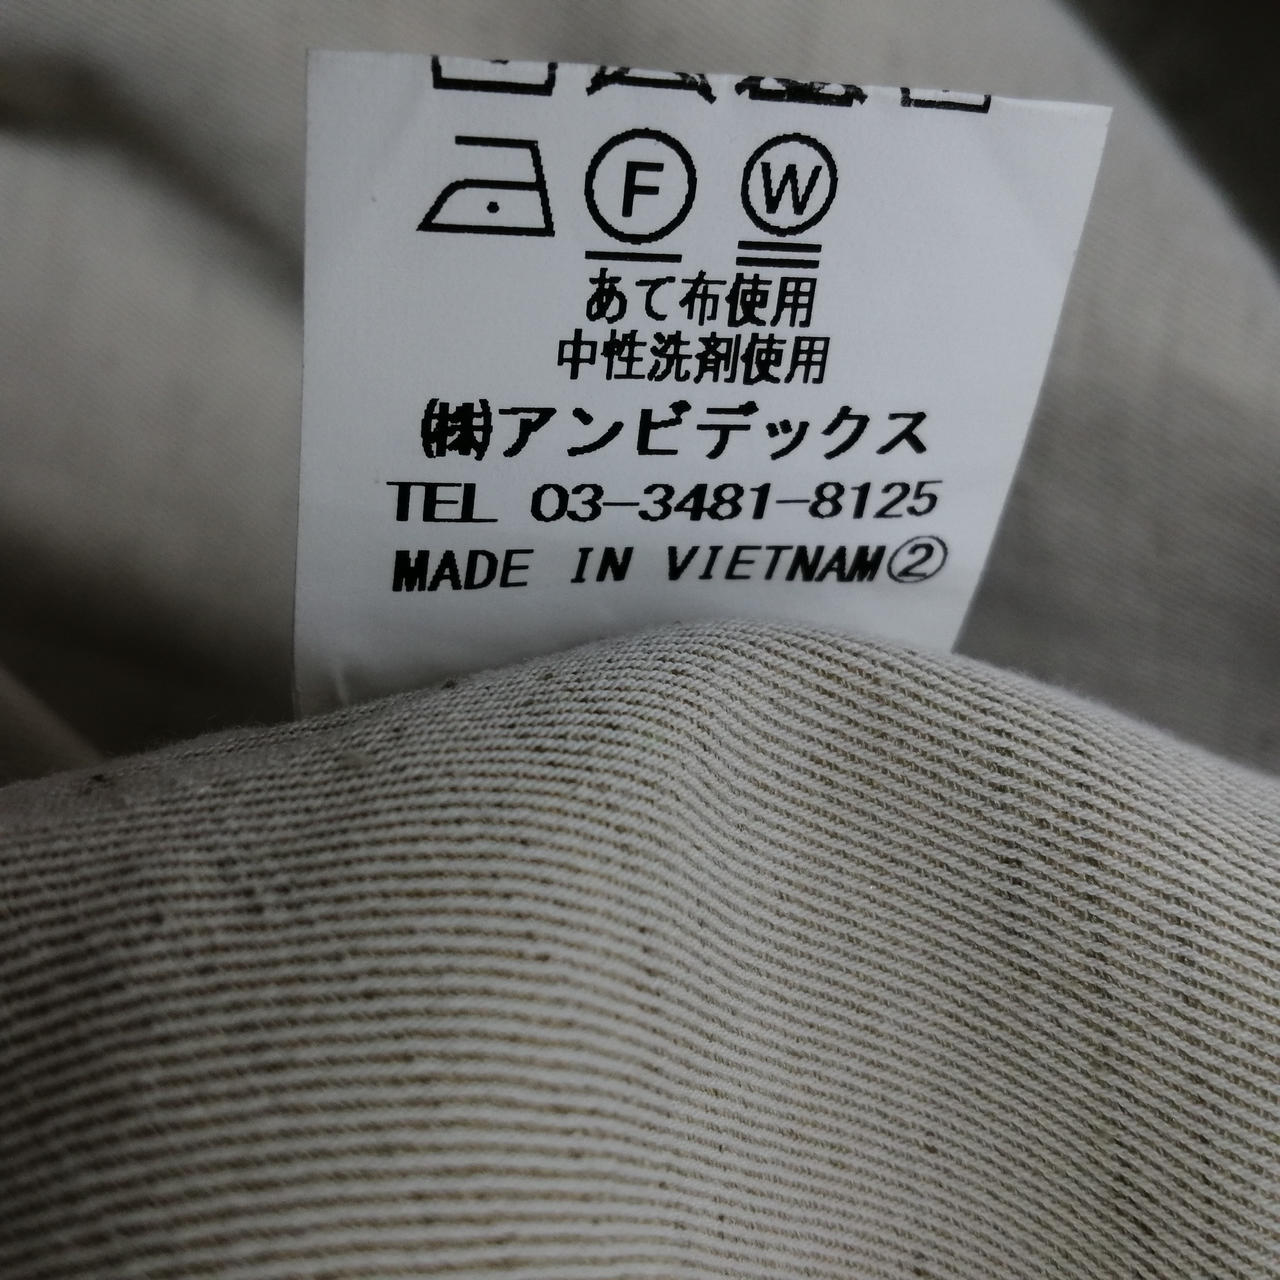 F W
あて布使用
中性洗剤使用
(株)アンビデックス
TEL 03-3481-8125
MADE IN VIETNAM②